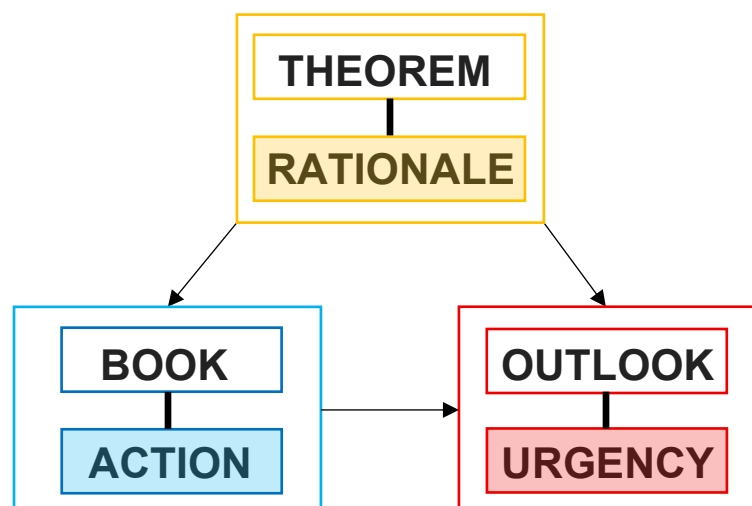 THEOREM
RATIONALE
BOOK
ACTION
OUTLOOK
URGENCY